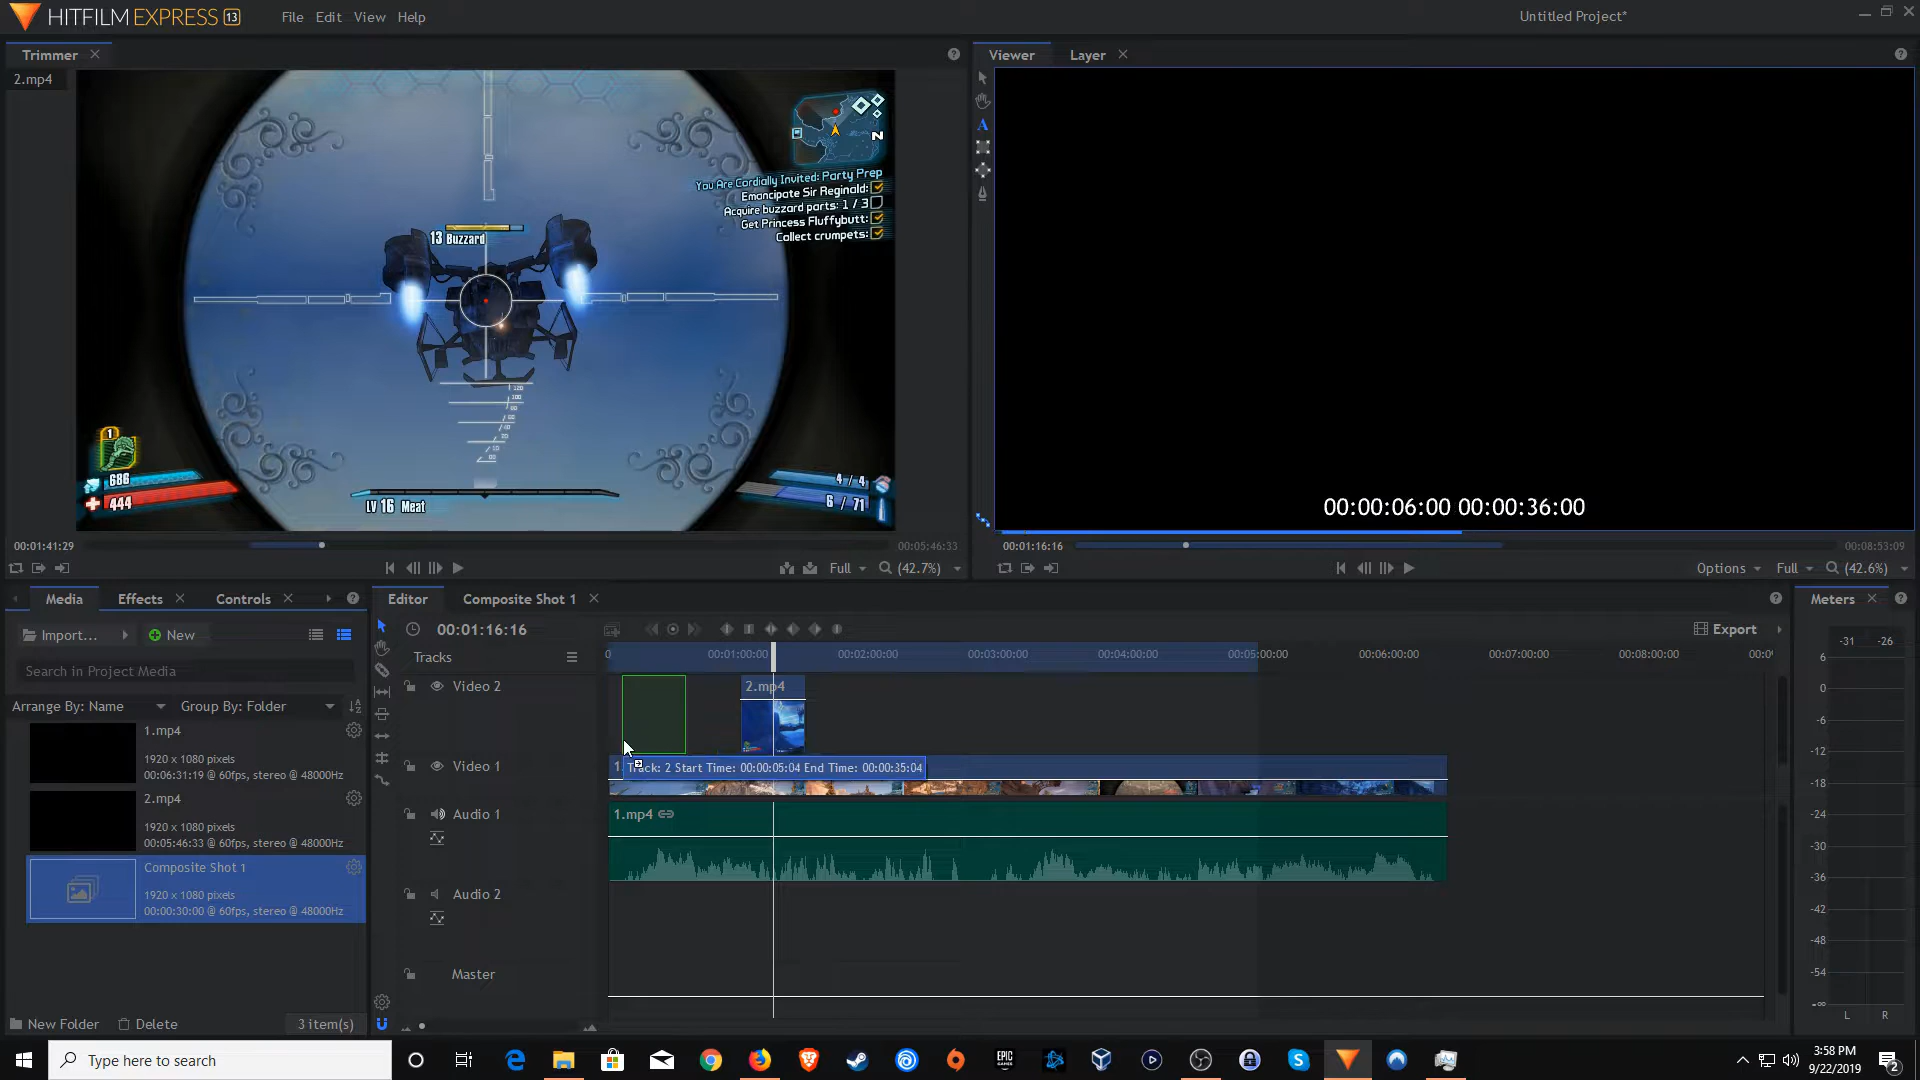 HITFILM EXPRESS 13
File Edit View Help
Untitled Project*
Trimmer
2.mp4
Viewer
Layer
N
You Are Cordially Invited: Party Prep
Emancipate Sir Reginald:
Acquire buzzard parts: 1 / 3
Get Princess Fluffybutt:
Collect crumpets:
13 Buzzard
A
1
686
444
LV 16 Meat
4 / 4
6 / 71
00:00:06:00 00:00:36:00
00:01:41:29
00:05:46:33
00:01:16:16
00:08:53:09
Full
(42.7%)
Options
Full
(42.6%)
Media
Effects
Controls
Editor
Composite Shot 1
Meters
Import...
New
00:01:16:16
Export
Search in Project Media
Tracks
0
00:01:00:00
00:02:00:00
00:03:00:00
00:04:00:00
00:05:00:00
00:06:00:00
00:07:00:00
00:08:00:00
Arrange By: Name
Group By: Folder
Video 2
2.mp4
1.mp4
1920 x 1080 pixels
00:06:31:19 @ 60fps, stereo @ 48000Hz
Video 1
Track: 2 Start Time: 00:00:05:04 End Time: 00:00:35:04
2.mp4
1920 x 1080 pixels
00:05:46:33 @ 60fps, stereo @ 48000Hz
Audio 1
1.mp4
Composite Shot 1
1920 x 1080 pixels
00:00:30:00 @ 60fps, stereo @ 48000Hz
Audio 2
Master
-31 -26
6
0
-6
-12
-18
-24
-30
-36
-42
-48
-54
-∞
L R
New Folder
Delete
3 item(s)
Type here to search
EPIC GAMES
3:58 PM
9/22/2019
2